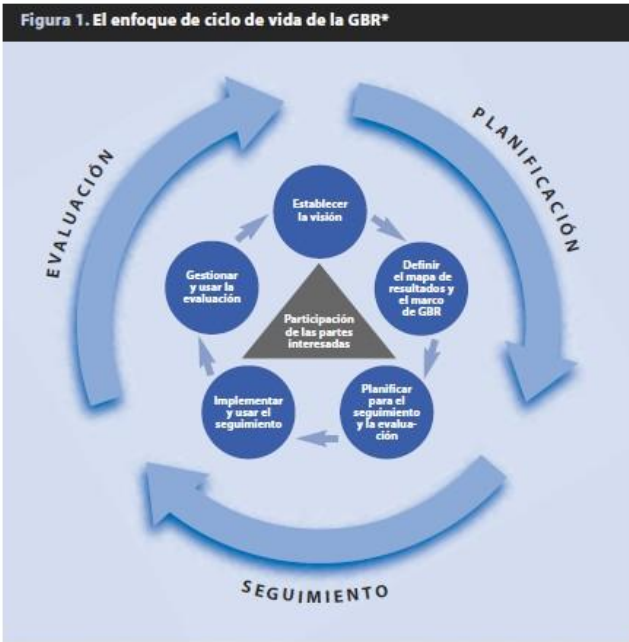 Figura 1. El enfoque de ciclo de vida de la GBR*
PLANIFICACIÓN
EVALUACIÓN
Establecer
la visión
Definir
el mapa de
resultados y
el marco
de GBR
Gestionar
y usar la
evaluación
Participación
de las partes
interesadas
Planificar
para el
seguimiento
y la evalua-
ción
Implementar
y usar el
seguimiento
SEGUIMIENTO